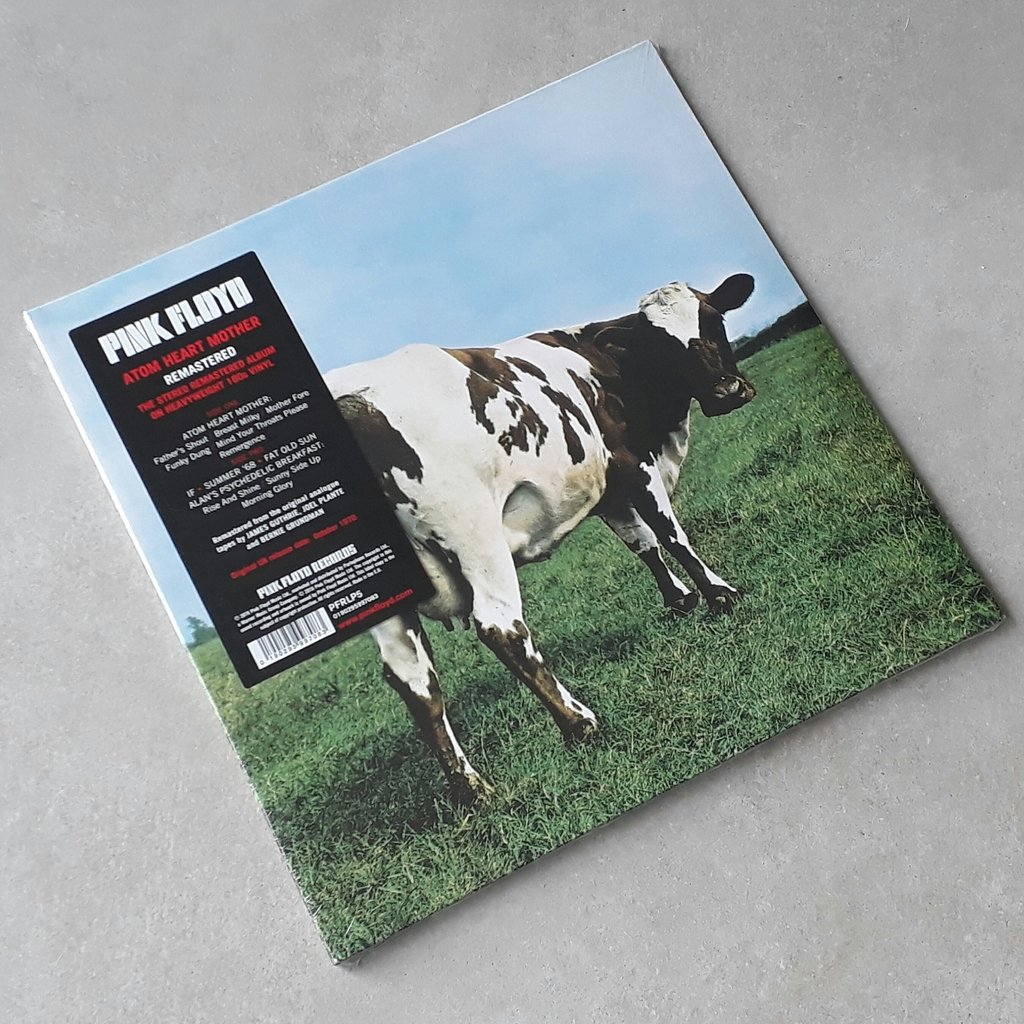 PINK FLOYD
ATOM HEART MOTHER
REMASTERED
THE STEREO REMASTERED ALBUM
ON HEAVYWEIGHT 180g VINYL
SIDE ONE
ATOM HEART MOTHER:
Father's Shout Breast Milky Mother Fore
Funky Dung Mind Your Throats Please
Remergence
SIDE TWO
IF - SUMMER '68 - FAT OLD SUN
ALAN'S PSYCHEDELIC BREAKFAST:
Rise And Shine Sunny Side Up
Morning Glory
Remastered from the original analogue
tapes by JAMES GUTHRIE, JOEL PLANTE
and BERNIE GRUNDMAN
Original UK release date: October 1970
PINK FLOYD RECORDS
PFRLP5
0190295997083
www.pinkfloyd.com
0 190295 997083